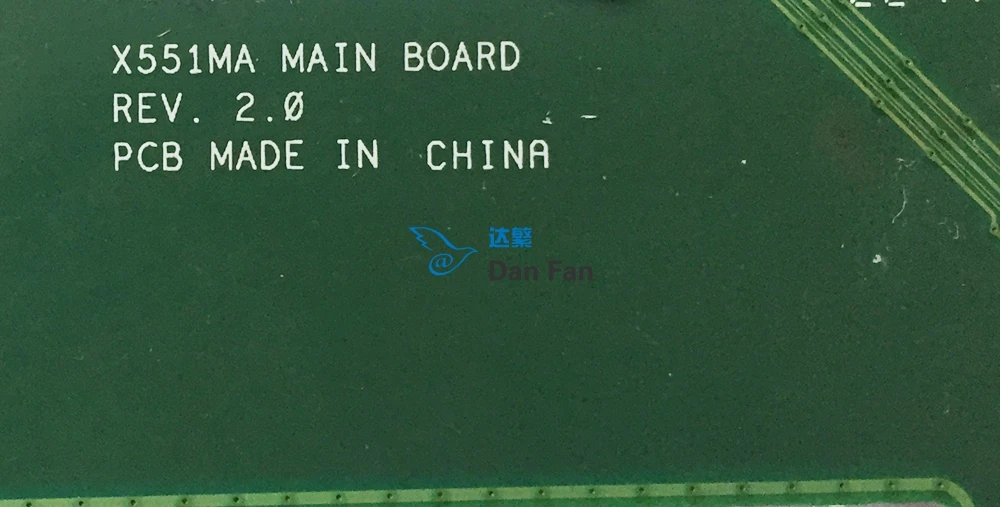 X551MA MAIN BOARD
REV. 2.0
PCB MADE IN CHINA
达繁
@
Dan Fan